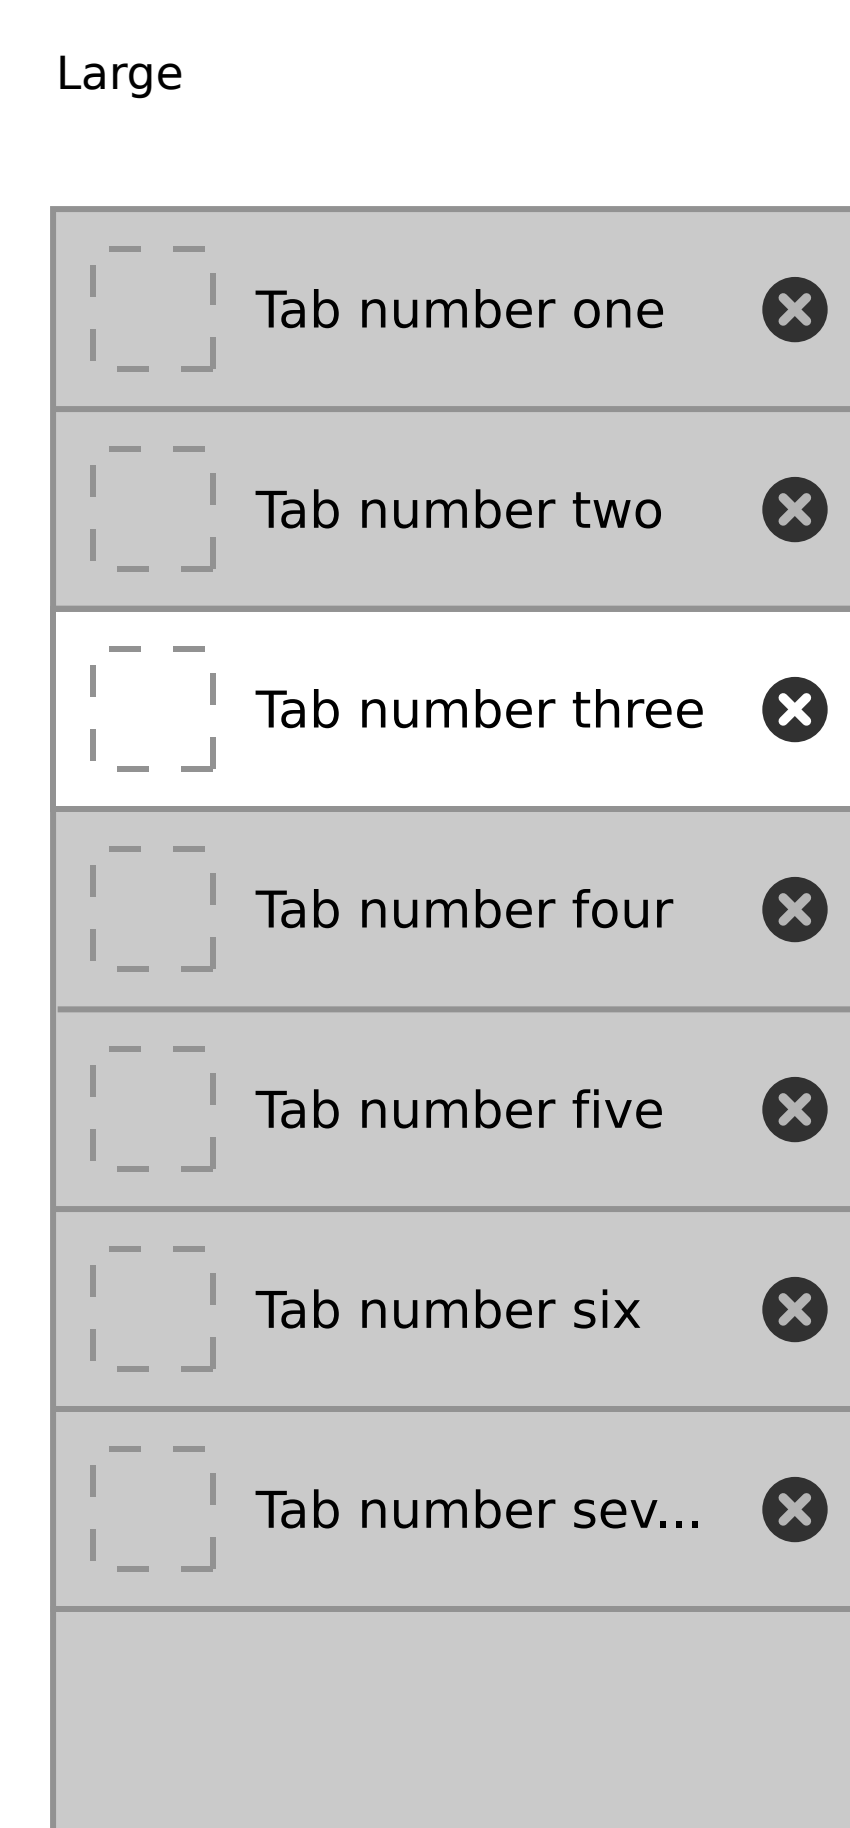 Large
Tab number one
Tab number two
Tab number three
Tab number four
Tab number five
Tab number six
Tab number sev...